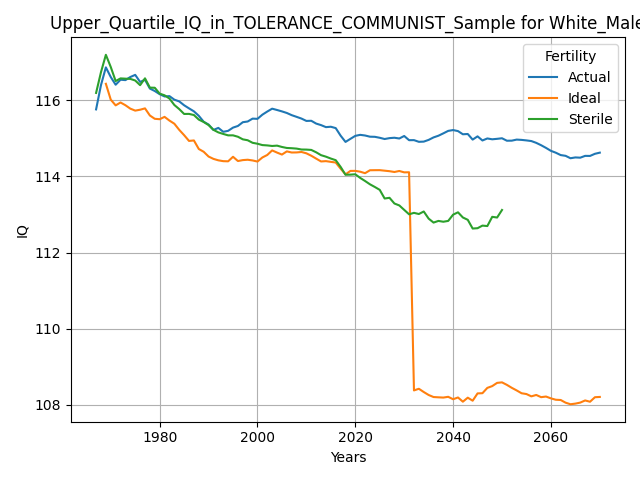 Upper_Quartile_IQ_in_TOLERANCE_COMMUNIST_Sample for White_Male
Fertility
Actual
Ideal
Sterile
IQ
116
114
112
110
108
1980 2000 2020 2040 2060
Years